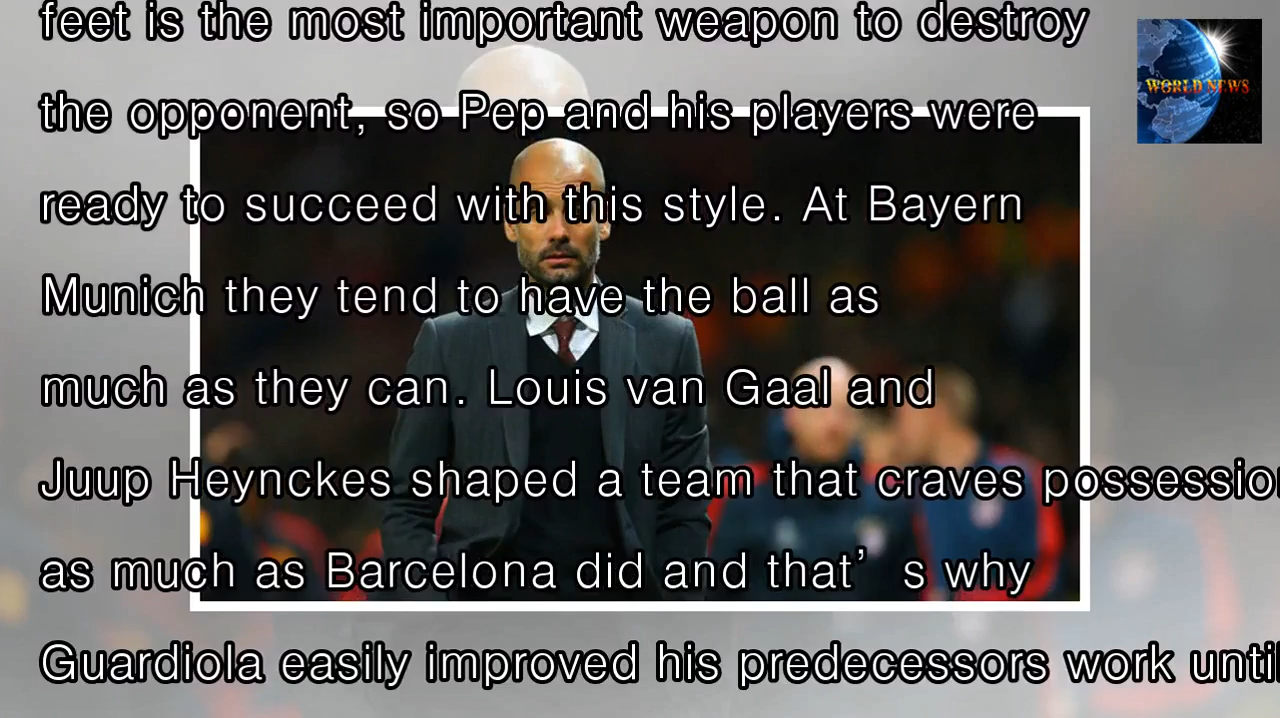 feet is the most important weapon to destroy
the opponent, so Pep and his players were
ready to succeed with this style. At Bayern
Munich they tend to have the ball as
much as they can. Louis van Gaal and
Juup Heynckes shaped a team that craves possessio
as much as Barcelona did and that’s why
Guardiola easily improved his predecessors work until
WORLD NEWS